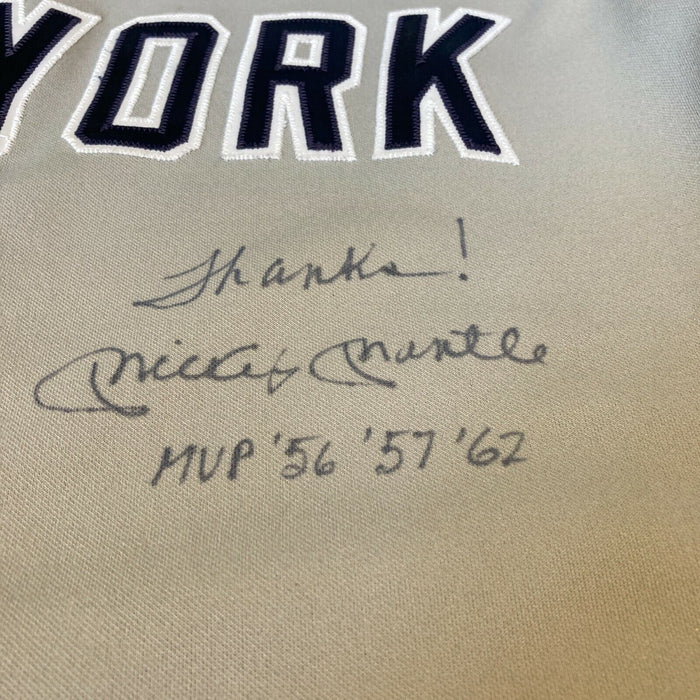 YORK
Thanks!
Mickey Mantle
MVP '56 '57 '62